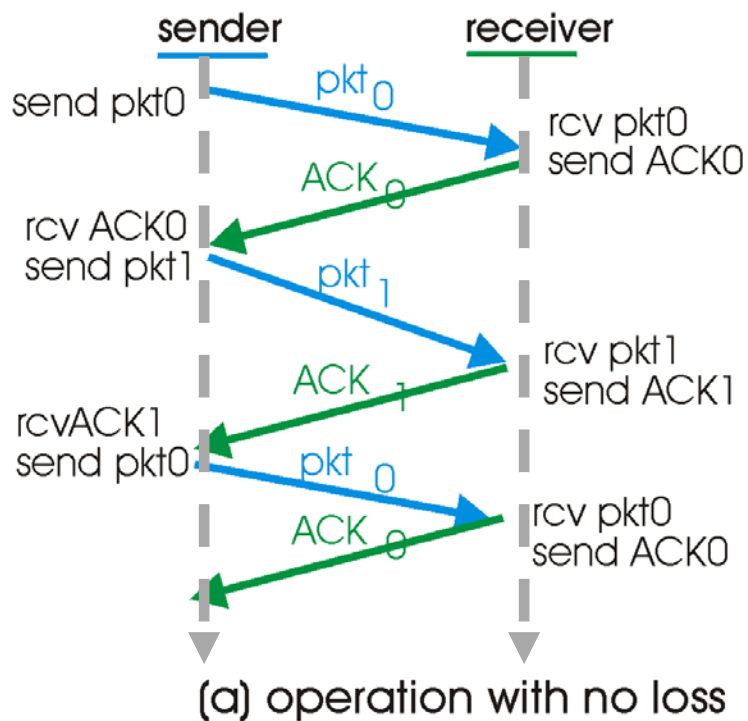 sender
receiver
pkt0
send pkt0
rcv pkt0
send ACK0
ACK0
rcv ACK0
send pkt1
pkt1
rcv pkt1
send ACK1
ACK1
rcvACK1
send pkt0
pkt0
rcv pkt0
send ACK0
ACK0
(a) operation with no loss